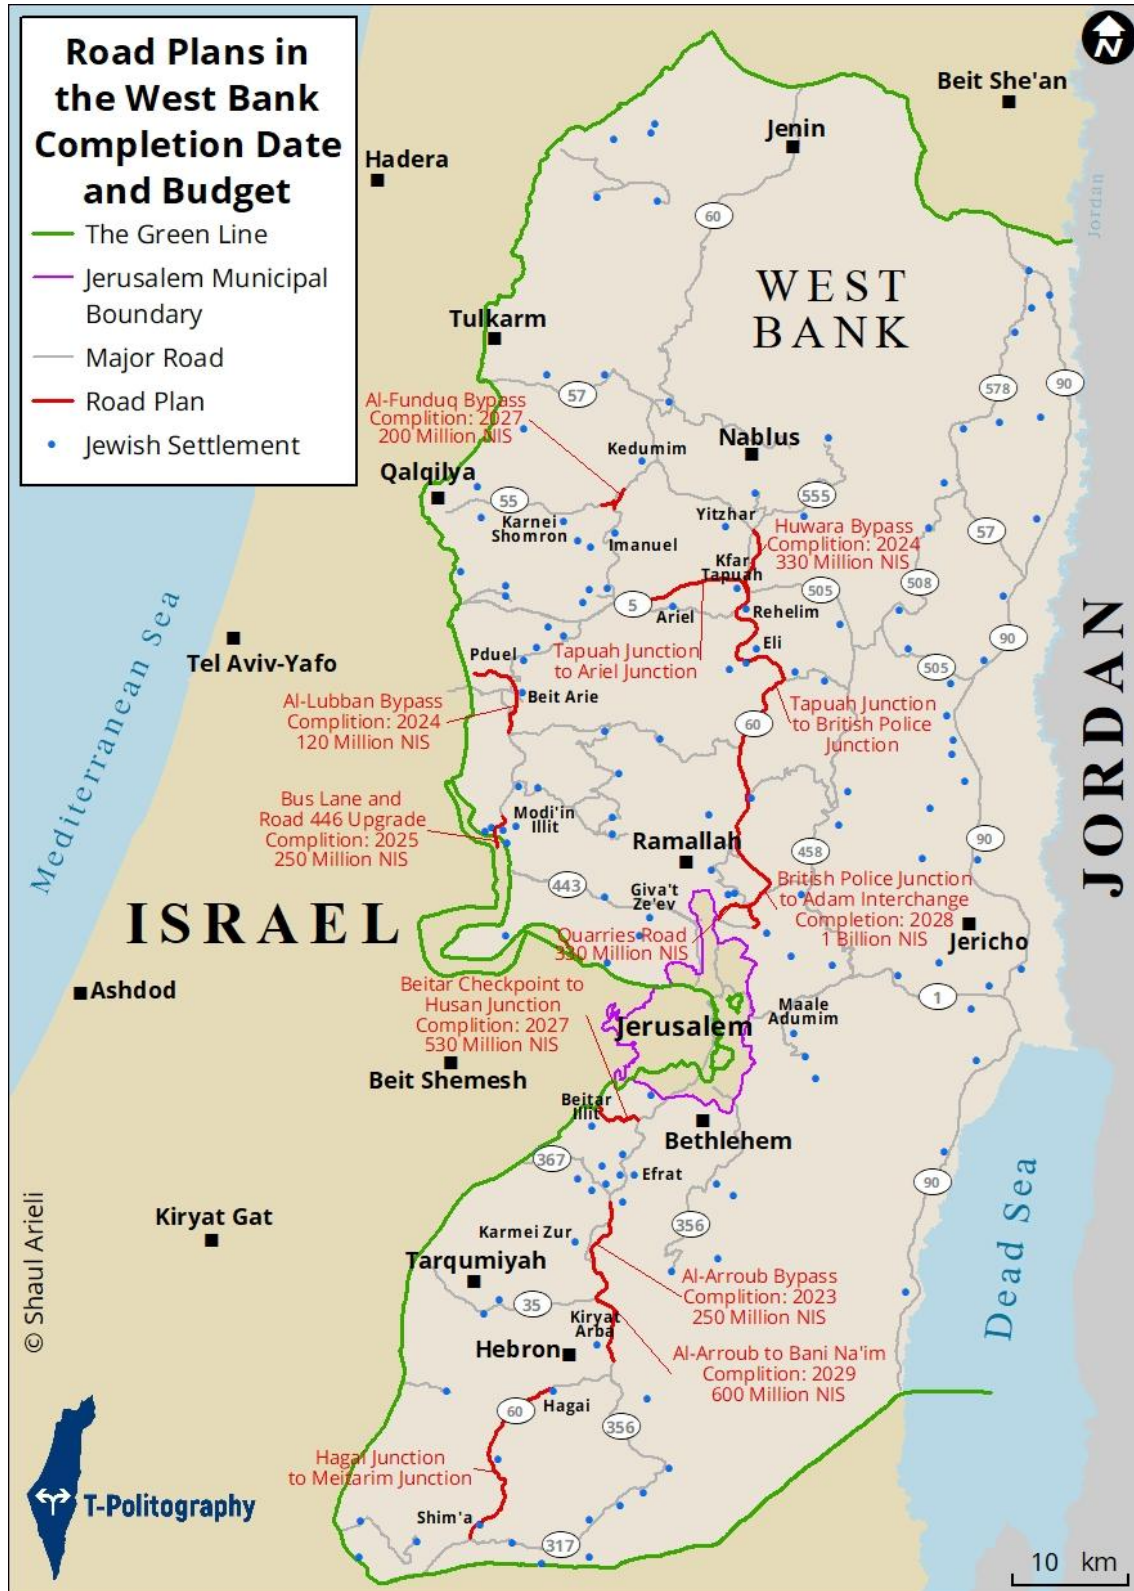 Road Plans in
the West Bank
Completion Date
and Budget
The Green Line
Jerusalem Municipal
Boundary
Major Road
Road Plan
Jewish Settlement
N
Beit She'an
Jenin
Hadera
Jordan
60
WEST
BANK
Tulkarm
57
578
90
Al-Funduq Bypass
Complition: 2027
200 Million NIS
Kedumim
Nablus
Qalqilya
55
555
Karnei
Shomron
Imanuel
Yitzhar
Huwara Bypass
Complition: 2024
330 Million NIS
57
Kfar
Tapuah
505
508
5
Ariel
Rehelim
90
Mediterranean Sea
Tel Aviv-Yafo
Pduel
Tapuah Junction
to Ariel Junction
Eli
505
JORDAN
Al-Lubban Bypass
Complition: 2024
120 Million NIS
Beit Arie
60
Tapuah Junction
to British Police
Junction
Bus Lane and
Road 446 Upgrade
Complition: 2025
250 Million NIS
Modi'in
Illit
Ramallah
458
90
443
Giva't
Ze'ev
British Police Junction
to Adam Interchange
Completion: 2028
1 Billion NIS
ISRAEL
Quarries Road
330 Million NIS
Jericho
Ashdod
Beitar Checkpoint to
Husan Junction
Complition: 2027
530 Million NIS
Jerusalem
Maale
Adumim
1
Beit Shemesh
Beitar
Illit
Bethlehem
367
Efrat
90
Dead Sea
© Shaul Arieli
Kiryat Gat
Karmei Zur
356
Tarqumiyah
Al-Arroub Bypass
Complition: 2023
250 Million NIS
35
Kiryat
Arba
Hebron
Al-Arroub to Bani Na'im
Complition: 2029
600 Million NIS
60
Hagai
356
Hagai Junction
to Meitarim Junction
T-Politography
Shim'a
317
10 km